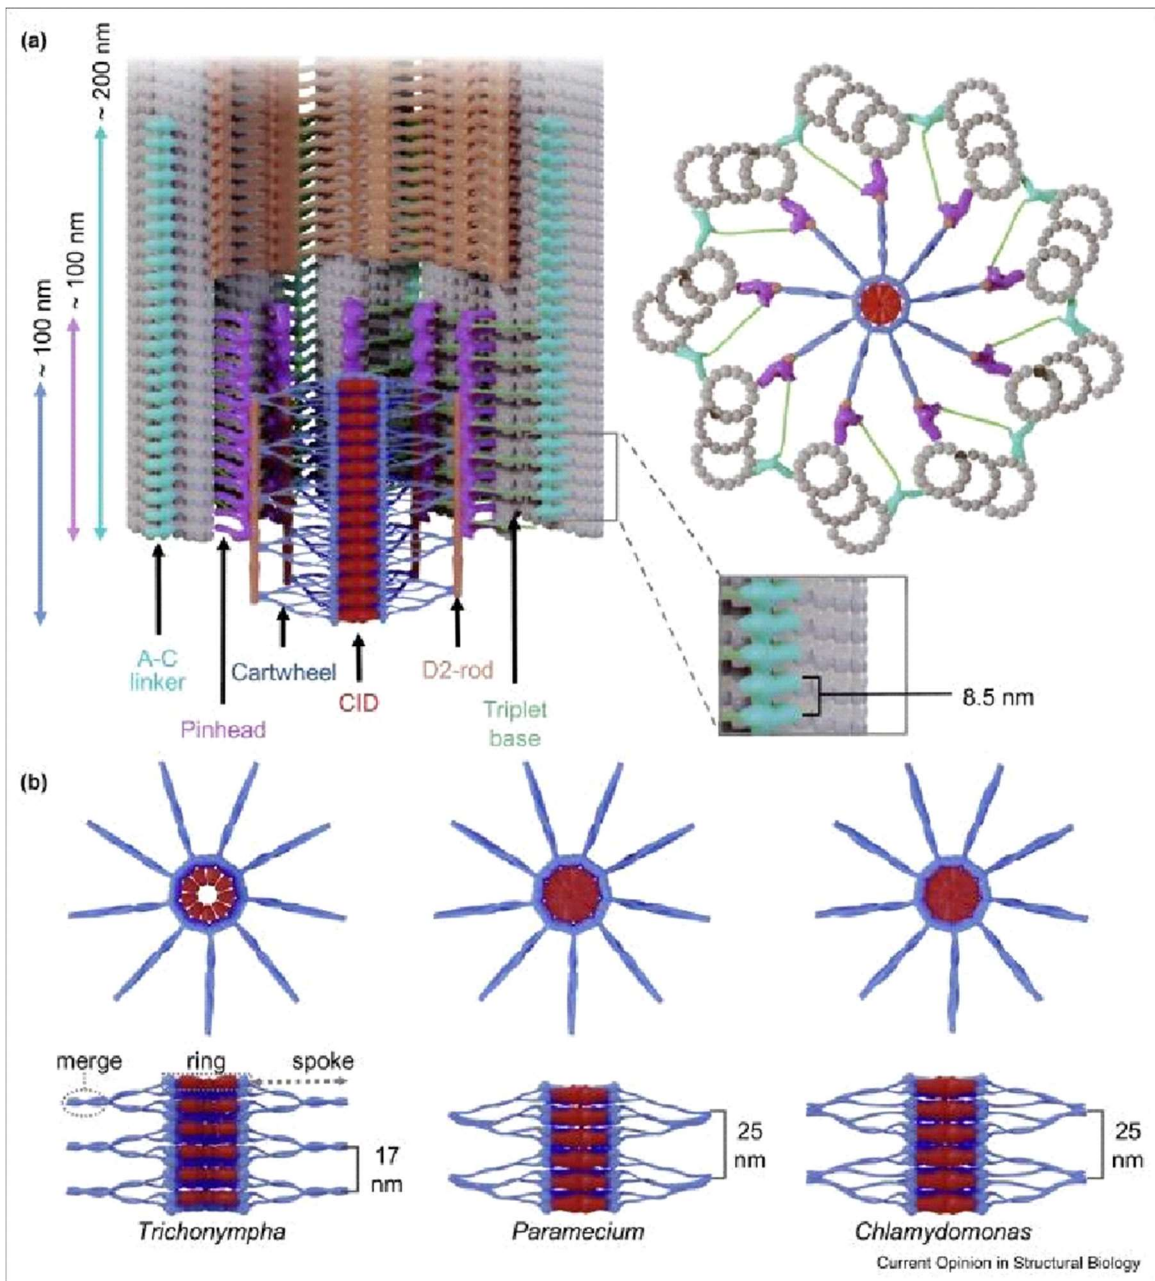 (a)
~ 200 nm
~ 100 nm
~ 100 nm
A-C
linker
Pinhead
Cartwheel
CID
D2-rod
Triplet
base
8.5 nm
(b)
merge
ring
spoke
17
nm
25
nm
25
nm
Trichonympha
Paramecium
Chlamydomonas
Current Opinion in Structural Biology